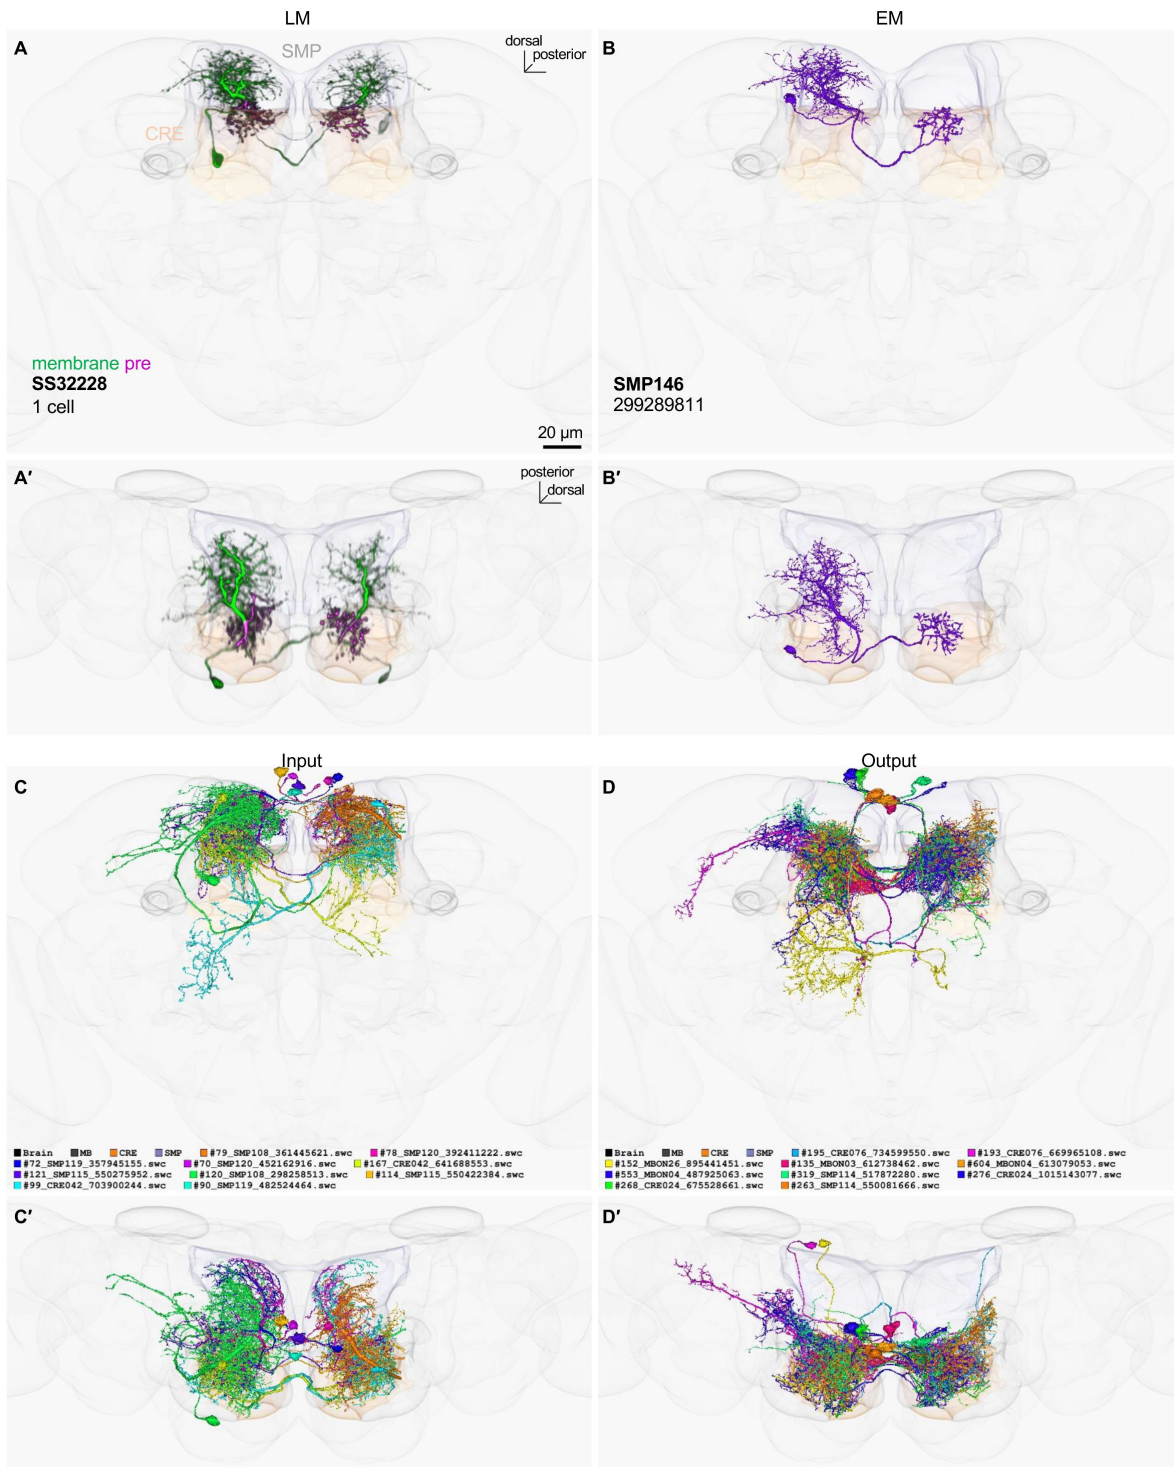 LM
EM
A
SMP
dorsal
posterior
B
CRE
membrane pre
SS32228
1 cell
20 µm
SMP146
299289811
A′
posterior
dorsal
B′
Input
Output
C
D
Brain MB CRE SMP #79_SMP108_361445621.swc #78_SMP120_392411222.swc
#72_SMP119_357945155.swc #70_SMP120_452162916.swc #167_CRE042_641688553.swc
#121_SMP115_550275952.swc #120_SMP108_298258513.swc #114_SMP115_550422384.swc
#99_CRE042_703900244.swc #90_SMP119_482524464.swc
Brain MB CRE SMP #195_CRE076_734599550.swc #193_CRE076_669965108.swc
#152_MBON26_895441451.swc #135_MBON03_612738462.swc #604_MBON04_613079053.swc
#553_MBON04_487925063.swc #319_SMP114_517872280.swc #276_CRE024_1015143077.swc
#268_CRE024_675528661.swc #263_SMP114_550081666.swc
C′
D′